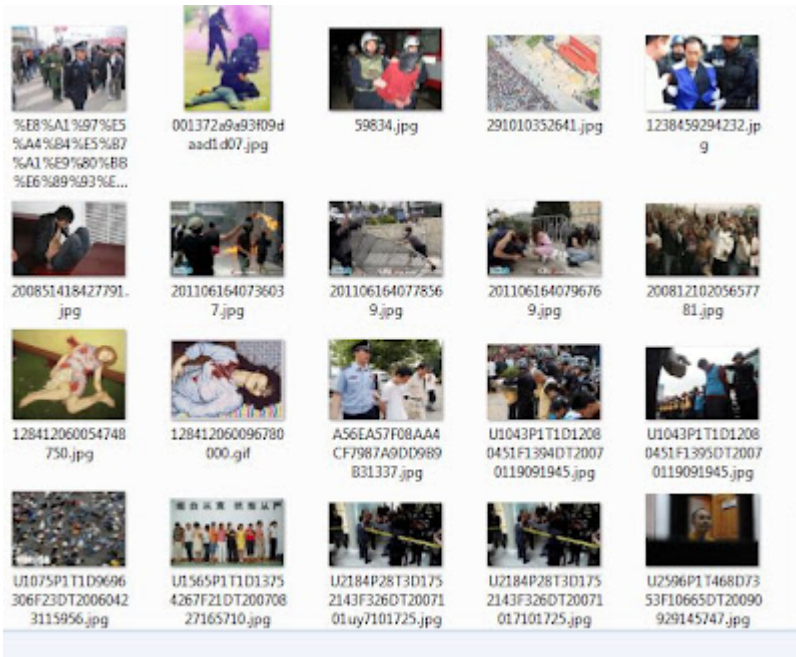 %E8%A1%97%E5
%A4%B4%E5%B7
%A1%E9%80%BB
%E6%89%93%E...
001372a9a93f09d
aad1d07.jpg
59834.jpg
291010352641.jpg
1238459294232.jp
g
200851418427791.
jpg
201106164073603
7.jpg
201106164077856
9.jpg
201106164079676
9.jpg
200812102056577
81.jpg
128412060054748
750.jpg
128412060096780
000.gif
A56EA57F08AA4
CF7987A9DD9B9
B31337.jpg
U1043P1T1D1208
0451F1394DT2007
0119091945.jpg
U1043P1T1D1208
0451F1395DT2007
0119091945.jpg
U1075P1T1D9696
306F23DT2006042
3115956.jpg
U1565P1T1D1375
4267F21DT200708
27165710.jpg
U2184P28T3D175
2143F326DT20071
01uy7101725.jpg
U2184P28T3D175
2143F326DT20071
017101725.jpg
U2596P1T468D73
53F10665DT20090
929145747.jpg